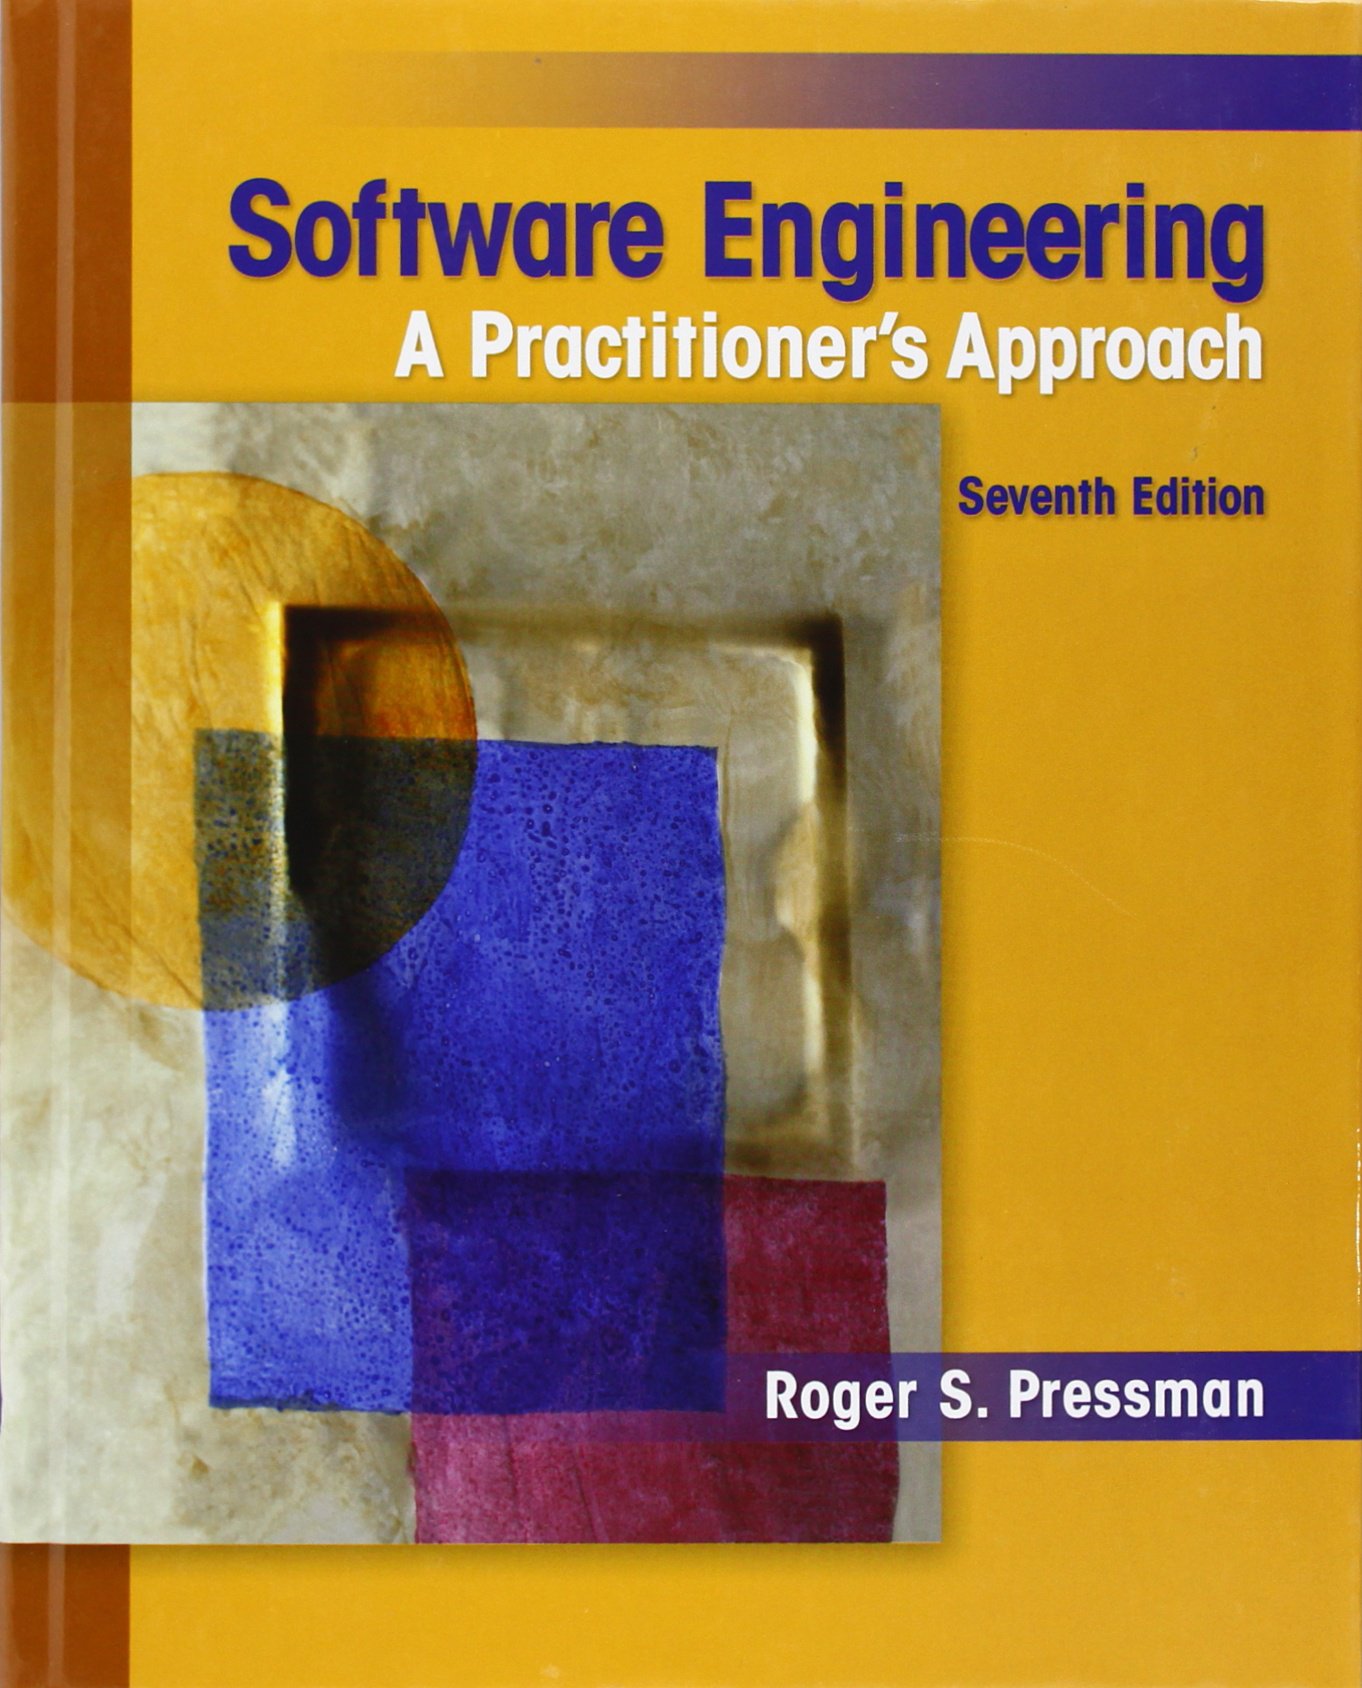 Software Engineering
A Practitioner's Approach
Seventh Edition
Roger S. Pressman